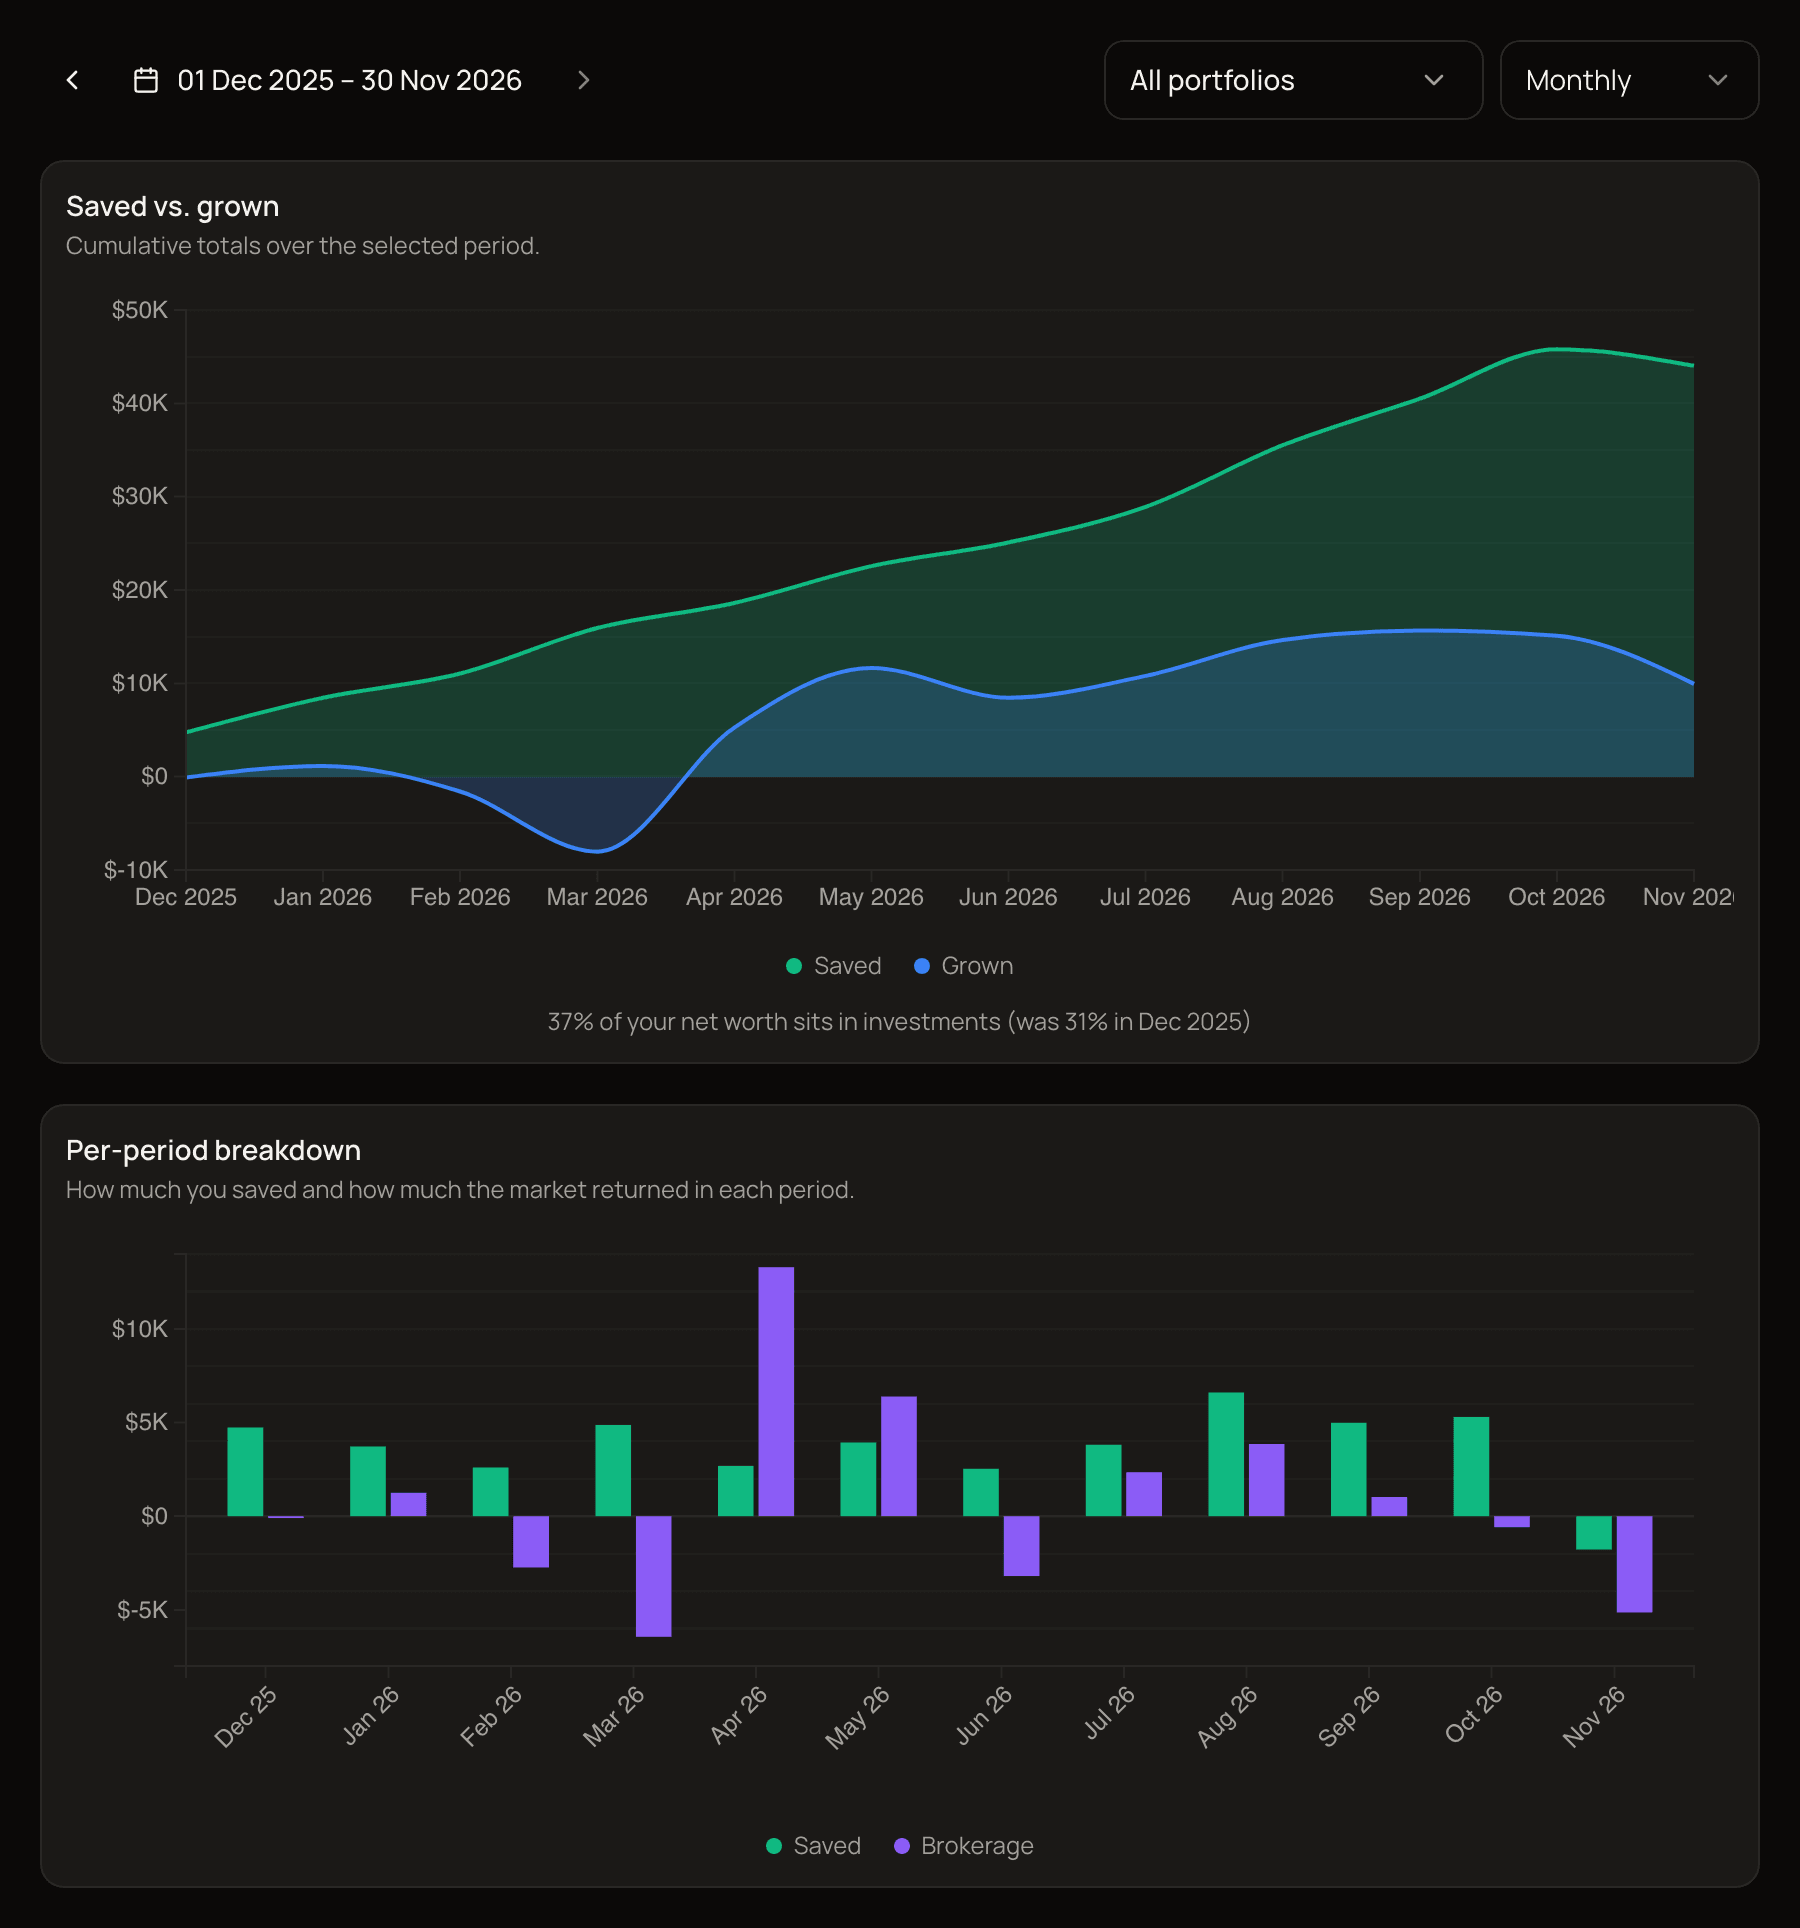 01 Dec 2025 – 30 Nov 2026
All portfolios
Monthly
Saved vs. grown
Cumulative totals over the selected period.
$50K
$40K
$30K
$20K
$10K
$0
$-10K
Dec 2025 Jan 2026 Feb 2026 Mar 2026 Apr 2026 May 2026 Jun 2026 Jul 2026 Aug 2026 Sep 2026 Oct 2026 Nov 202
Saved Grown
37% of your net worth sits in investments (was 31% in Dec 2025)
Per-period breakdown
How much you saved and how much the market returned in each period.
$10K
$5K
$0
$-5K
Dec 25 Jan 26 Feb 26 Mar 26 Apr 26 May 26 Jun 26 Jul 26 Aug 26 Sep 26 Oct 26 Nov 26
Saved Brokerage